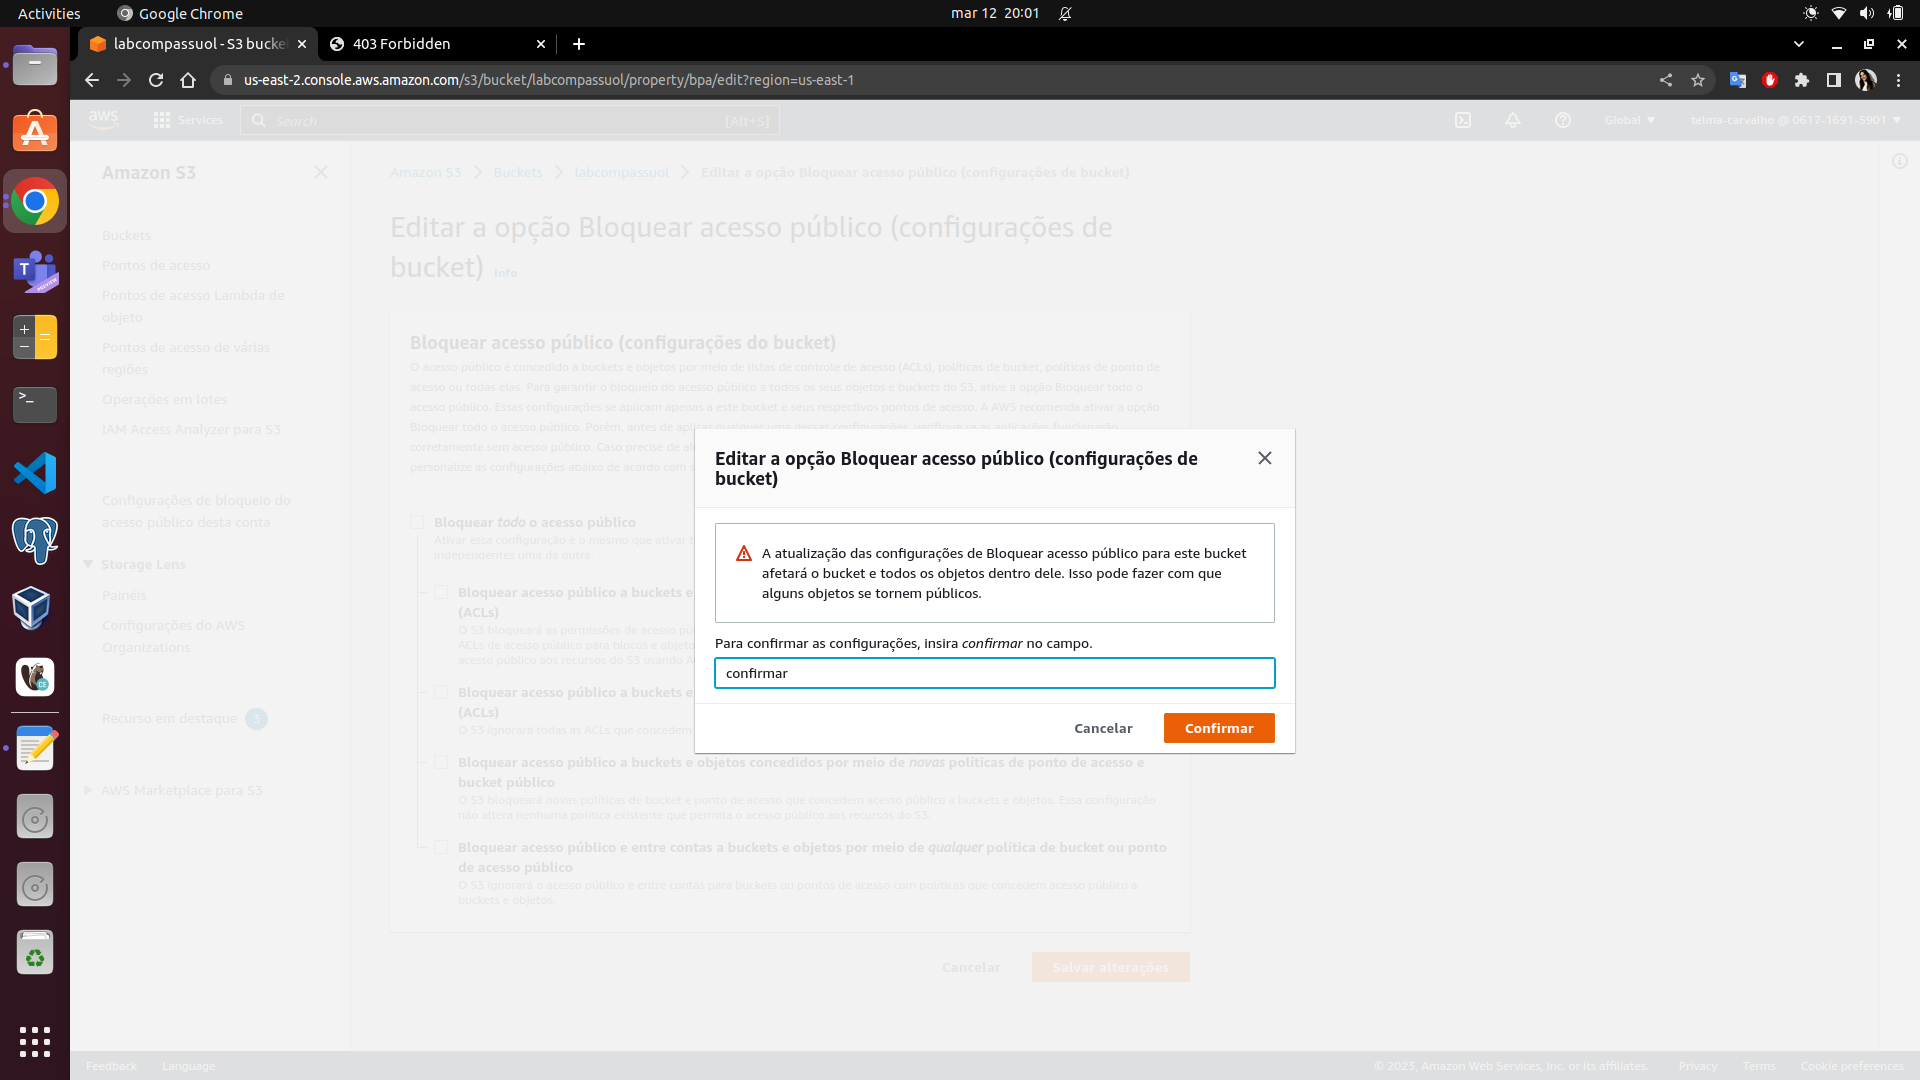 Activities
Google Chrome
mar 12 20:01
labcompassuol - S3 bucke
403 Forbidden
us-east-2.console.aws.amazon.com/s3/bucket/labcompassuol/property/bpa/edit?region=us-east-1
aws
Services
Search
[Alt+S]
Global
telma-carvalho @ 0617-1691-5901
Amazon S3
Buckets
Pontos de acesso
Pontos de acesso Lambda de
objeto
Pontos de acesso de várias
regiões
Operações em lotes
IAM Access Analyzer para S3
Configurações de bloqueio do
acesso público desta conta
Storage Lens
Painéis
Configurações do AWS
Organizations
Recurso em destaque 3
AWS Marketplace para S3
Amazon S3
Buckets
labcompassuol
Editar a opção Bloquear acesso público (configurações de bucket)
Editar a opção Bloquear acesso público (configurações de
bucket) Info
Bloquear acesso público (configurações do bucket)
O acesso público é concedido a buckets e objetos por meio de listas de controle de acesso (ACLs), políticas de bucket, políticas de ponto de
acesso ou todas elas. Para garantir o bloqueio do acesso público a todos os seus objetos e buckets do S3, ative a opção Bloquear todo o
acesso público. Essas configurações se aplicam apenas a este bucket e seus respectivos pontos de acesso. A AWS recomenda ativar a opção
Bloquear todo o acesso público. Porém, antes de aplicar qualquer uma dessas configurações, verifique se as aplicações funcionarão
corretamente sem acesso público. Caso precise de al
personalize as configurações abaixo de acordo com s
Bloquear todo o acesso público
Ativar essa configuração é o mesmo que ativar
independentes uma da outra.
Bloquear acesso público a buckets e
(ACLs)
O S3 bloqueará as permissões de acesso pú
ACLs de acesso público para blocos e objeto
acesso público aos recursos do S3 usando A
Bloquear acesso público a buckets e
(ACLs)
O S3 ignorará todas as ACLs que concedem
Bloquear acesso público a buckets e objetos concedidos por meio de novas políticas de ponto de acesso e
bucket público
O S3 bloqueará novas políticas de bucket e ponto de acesso que concedem acesso público a buckets e objetos. Essa configuração
não altera nenhuma política existente que permita o acesso público aos recursos do S3.
Bloquear acesso público e entre contas a buckets e objetos por meio de qualquer política de bucket ou ponto
de acesso público
O S3 ignorará o acesso público e entre contas para buckets ou pontos de acesso com políticas que concedem acesso público a
buckets e objetos.
Cancelar
Salvar alterações
Editar a opção Bloquear acesso público (configurações de
bucket)
A atualização das configurações de Bloquear acesso público para este bucket
afetará o bucket e todos os objetos dentro dele. Isso pode fazer com que
alguns objetos se tornem públicos.
Para confirmar as configurações, insira confirmar no campo.
confirmar
Cancelar
Confirmar
Feedback
Language
© 2023, Amazon Web Services, Inc. or its affiliates.
Privacy
Terms
Cookie preferences